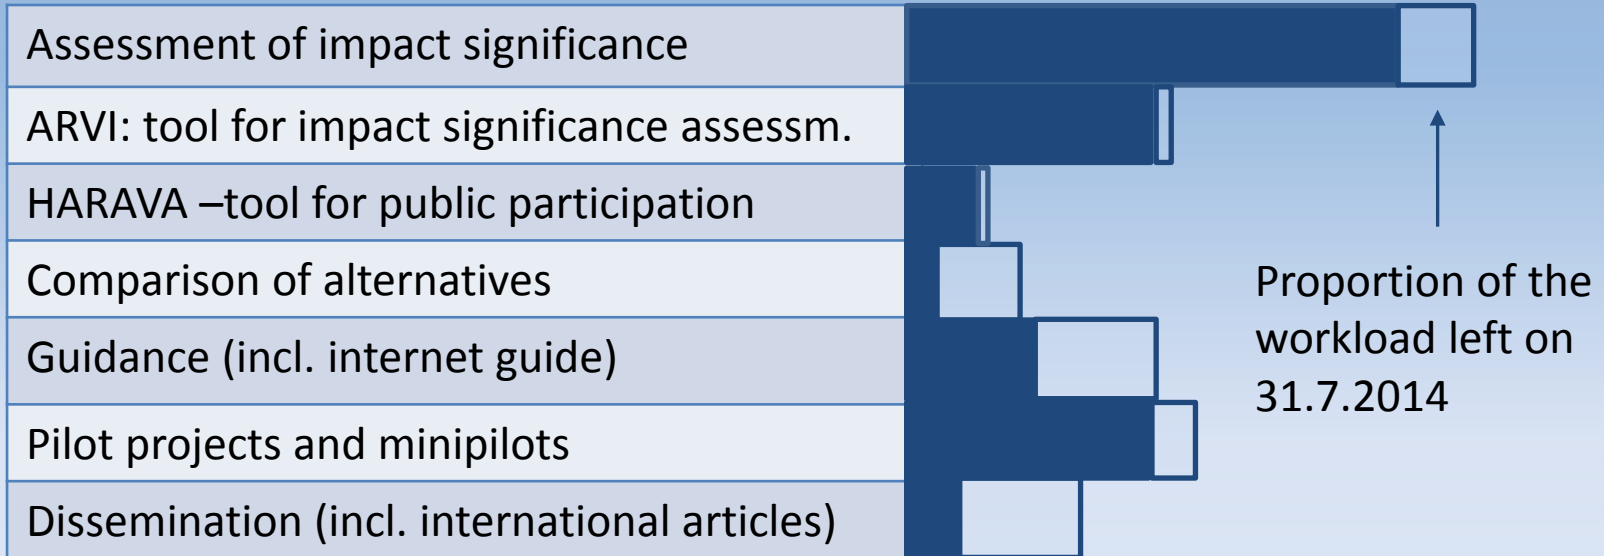 Assessment of impact significance
ARVI: tool for impact significance assessm.
HARAVA –tool for public participation
Comparison of alternatives
Guidance (incl. internet guide)
Pilot projects and minipilots
Dissemination (incl. international articles)
Proportion of the
workload left on
31.7.2014